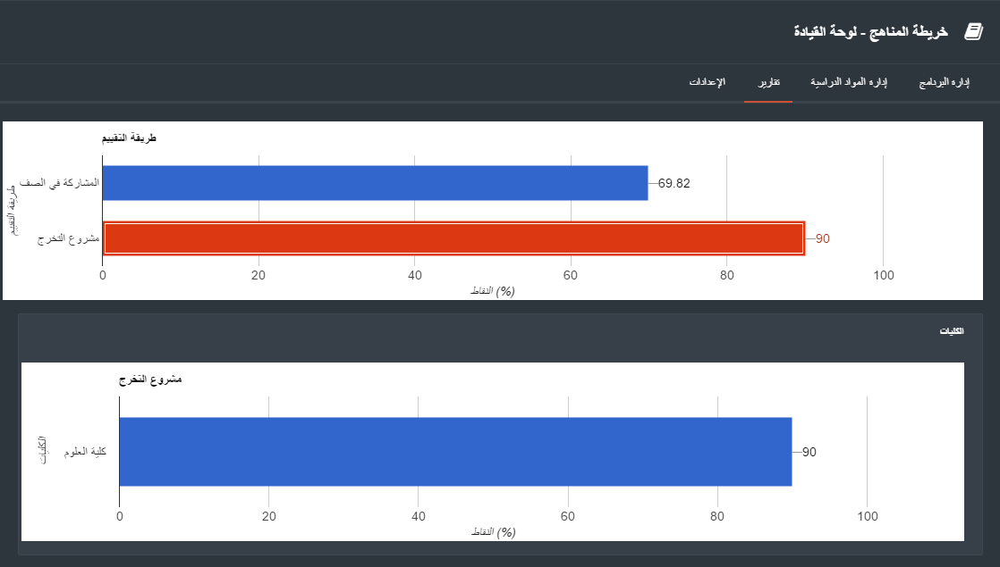 خريطة المناهج - لوحة القيادة
إدارة البرنامج
إدارة المواد الدراسية
تقارير
الإعدادات
طريقة التقييم
طريقة التقييم
المشاركة في الصف
69.82
مشروع التخرج
90
0 20 40 60 80 100
النقاط (%)
الكليات
مشروع التخرج
الكليات
كلية العلوم
90
0 20 40 60 80 100
النقاط (%)